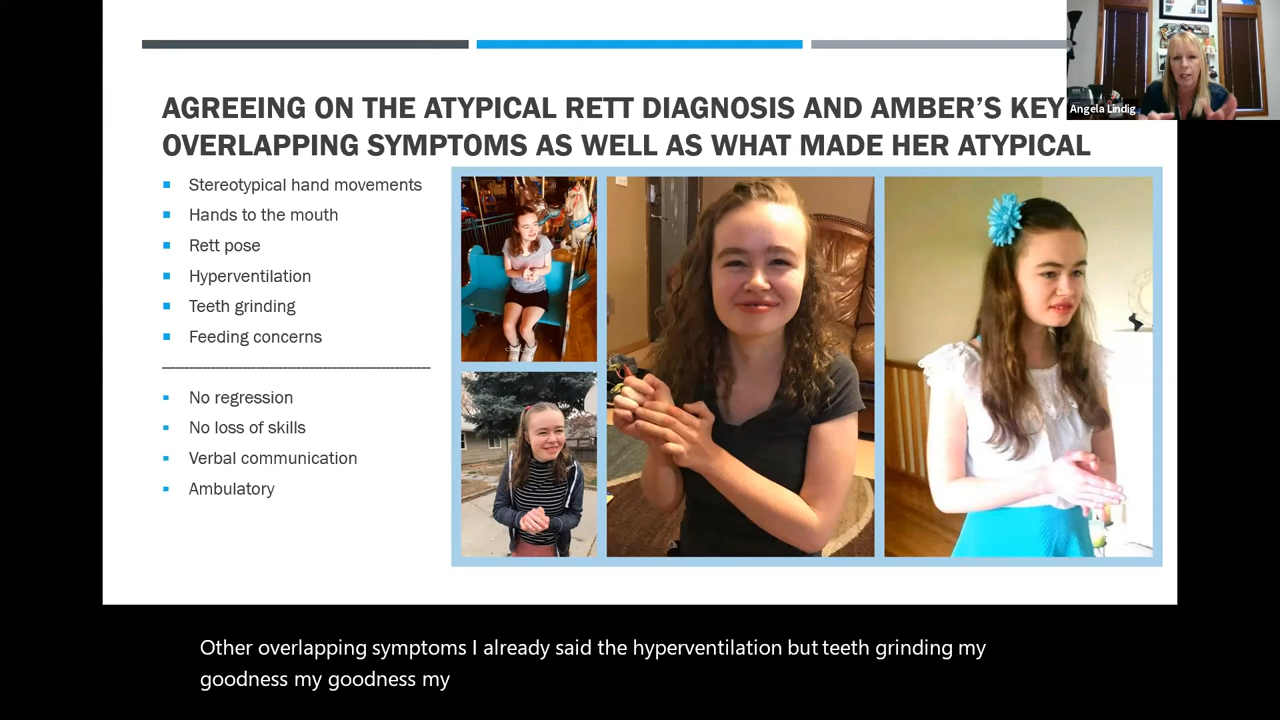 AGREEING ON THE ATYPICAL RETT DIAGNOSIS AND AMBER'S KEY
OVERLAPPING SYMPTOMS AS WELL AS WHAT MADE HER ATYPICAL
Angela Lindig
Stereotypical hand movements
Hands to the mouth
Rett pose
Hyperventilation
Teeth grinding
Feeding concerns
No regression
No loss of skills
Verbal communication
Ambulatory
Other overlapping symptoms I already said the hyperventilation but teeth grinding my
goodness my goodness my